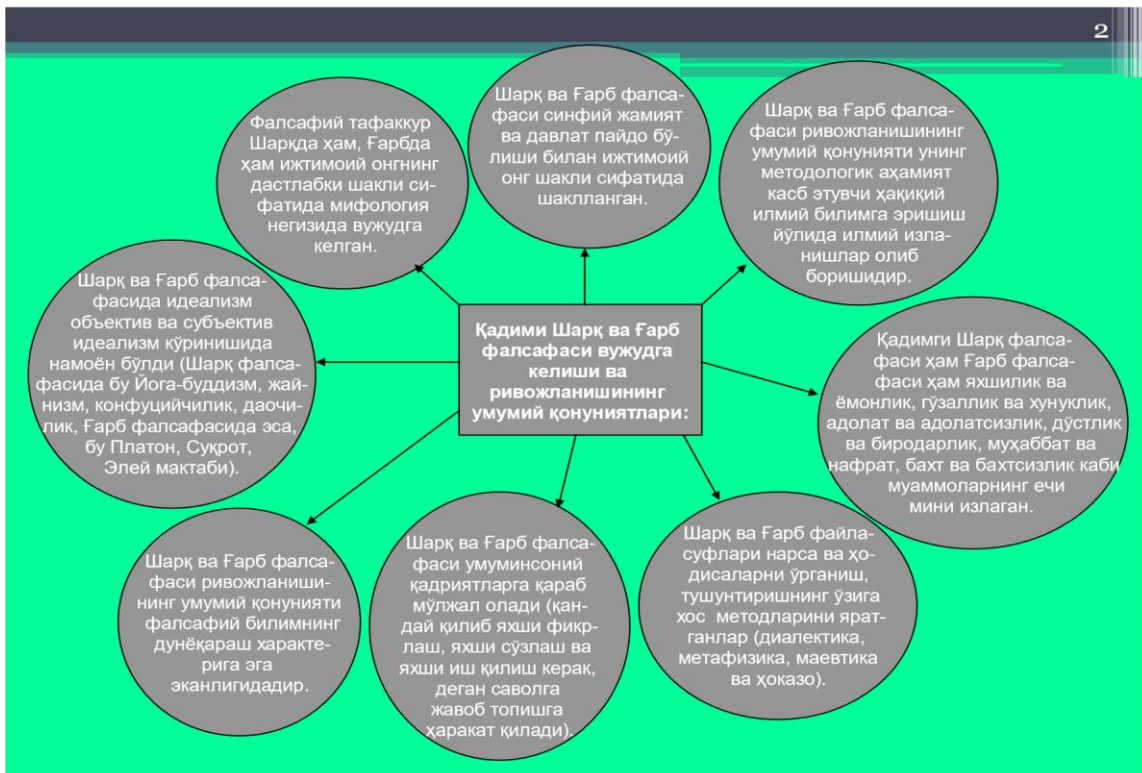 2
Фалсафий тафаккур
Шарқда ҳам, Ғарбда
ҳам ижтимоий онгнинг
дастлабки шакли си-
фатида мифология
негизида вужудга
келган.
Шарқ ва Ғарб фалса-
фаси синфий жамият
ва давлат пайдо бў-
лиши билан ижтимоий
онг шакли сифатида
шаклланган.
Шарқ ва Ғарб фалса-
фаси ривожланишининг
умумий қонунияти унинг
методологик аҳамият
касб этувчи ҳақиқий
илмий билимга эришиш
йўлида илмий изла-
нишлар олиб
боришидир.
Шарқ ва Ғарб фалса-
фасида идеализм
объектив ва субъектив
идеализм кўринишида
намоён бўлди (Шарқ фалса-
фасида бу Йога-буддизм, жай-
низм, конфуцийчилик, даочи-
лик, Ғарб фалсафасида эса,
бу Платон, Суқрот,
Элей мактаби).
Қадими Шарқ ва Ғарб
фалсафаси вужудга
келиши ва
ривожланишининг
умумий қонуниятлари:
Қадимги Шарқ фалса-
фаси ҳам Ғарб фалса-
фаси ҳам яхшилик ва
ёмонлик, гўзаллик ва хунуклик,
адолат ва адолатсизлик, дўстлик
ва биродарлик, муҳаббат ва
нафрат, бахт ва бахтсизлик каби
муаммоларнинг ечи
мини излаган.
Шарқ ва Ғарб фалса-
фаси ривожланиши-
нинг умумий қонунияти
фалсафий билимнинг
дунёқараш характе-
рига эга
эканлигидадир.
Шарқ ва Ғарб фалса-
фаси умуминсоний
қадриятларга қараб
мўлжал олади (қан-
дай қилиб яхши фикр-
лаш, яхши сўзлаш ва
яхши иш қилиш керак,
деган саволга
жавоб топишга
ҳаракат қилади).
Шарқ ва Ғарб файла-
суфлари нарса ва ҳо-
дисаларни ўрганиш,
тушунтиришнинг ўзига
хос методларини ярат-
ганлар (диалектика,
метафизика, маевтика
ва ҳоказо).